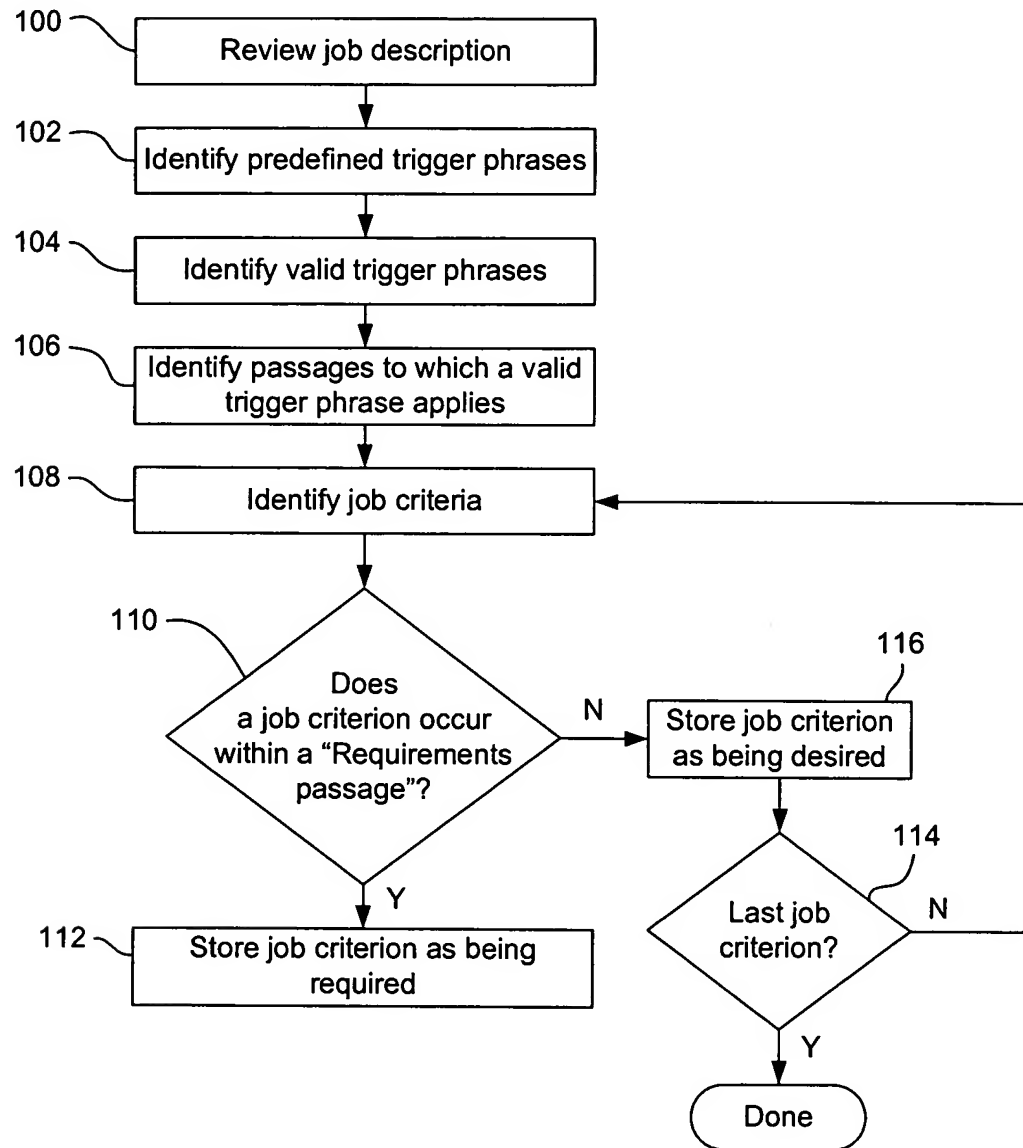 100
Review job description
102
Identify predefined trigger phrases
104
Identify valid trigger phrases
106
Identify passages to which a valid
trigger phrase applies
108
Identify job criteria
110
Does
a job criterion occur
within a “Requirements
passage”?
N
116
Store job criterion
as being desired
Y
112
Store job criterion as being
required
114
Last job
criterion?
N
Y
Done